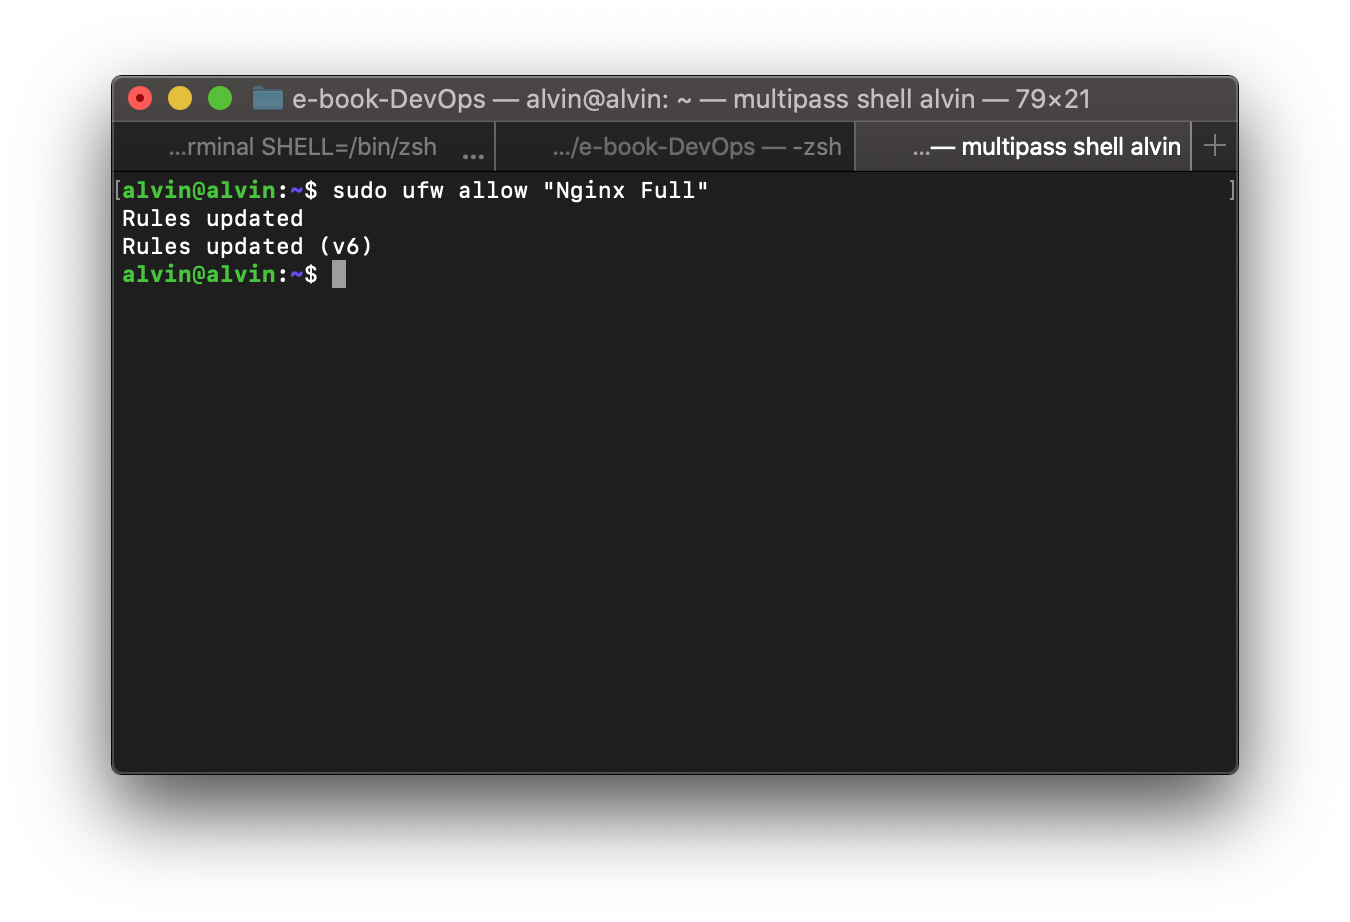 e-book-DevOps — alvin@alvin: ~ — multipass shell alvin — 79×21
...rminal SHELL=/bin/zsh ...
.../e-book-DevOps — -zsh
...— multipass shell alvin
[alvin@alvin:~$ sudo ufw allow "Nginx Full" ]
Rules updated
Rules updated (v6)
alvin@alvin:~$